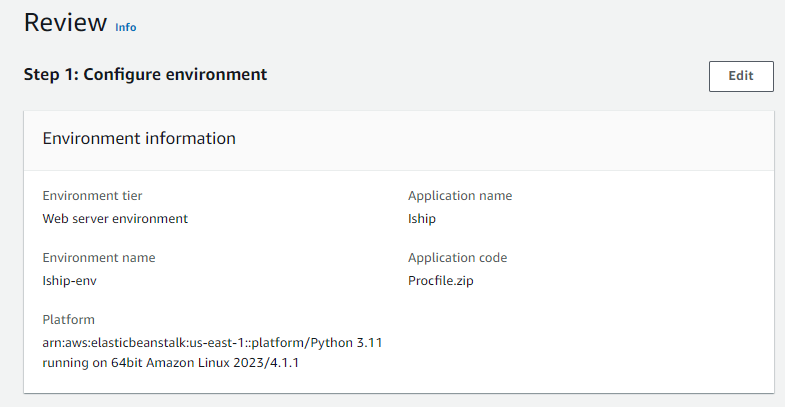 Review Info
Step 1: Configure environment
Edit
Environment information
Environment tier
Web server environment
Application name
Iship
Environment name
Iship-env
Application code
Procfile.zip
Platform
arn:aws:elasticbeanstalk:us-east-1::platform/Python 3.11
running on 64bit Amazon Linux 2023/4.1.1